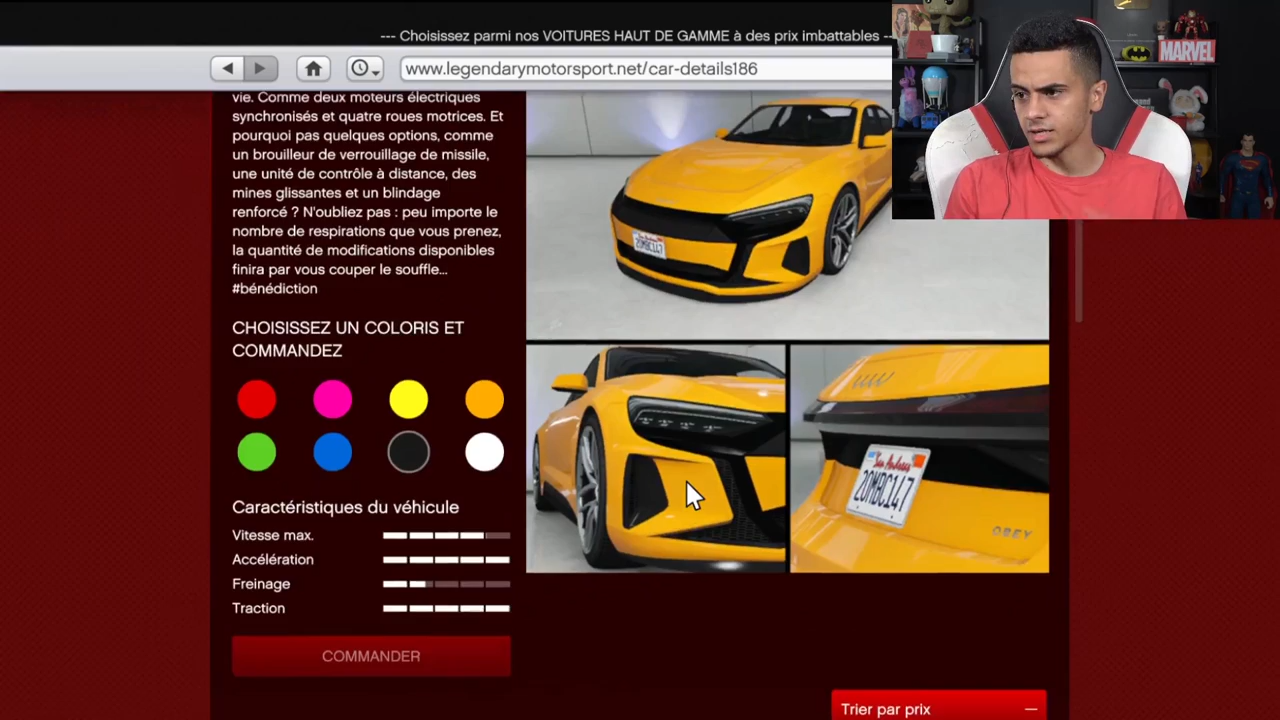 --- Choisissez parmi nos VOITURES HAUT DE GAMME à des prix imbattables --
www.legendarymotorsport.net/car-details186
MARVEL
vie. Comme deux moteurs électriques
synchronisés et quatre roues motrices. Et
pourquoi pas quelques options, comme
un brouilleur de verrouillage de missile,
une unité de contrôle à distance, des
mines glissantes et un blindage
renforcé ? N'oubliez pas : peu importe le
nombre de respirations que vous prenez,
la quantité de modifications disponibles
finira par vous couper le souffle...
#bénédiction
20MBC147
CHOISISSEZ UN COLORIS ET
COMMANDEZ
San Andreas
20MBC147
OBEY
Caractéristiques du véhicule
Vitesse max.
Accélération
Freinage
Traction
COMMANDER
Trier par prix